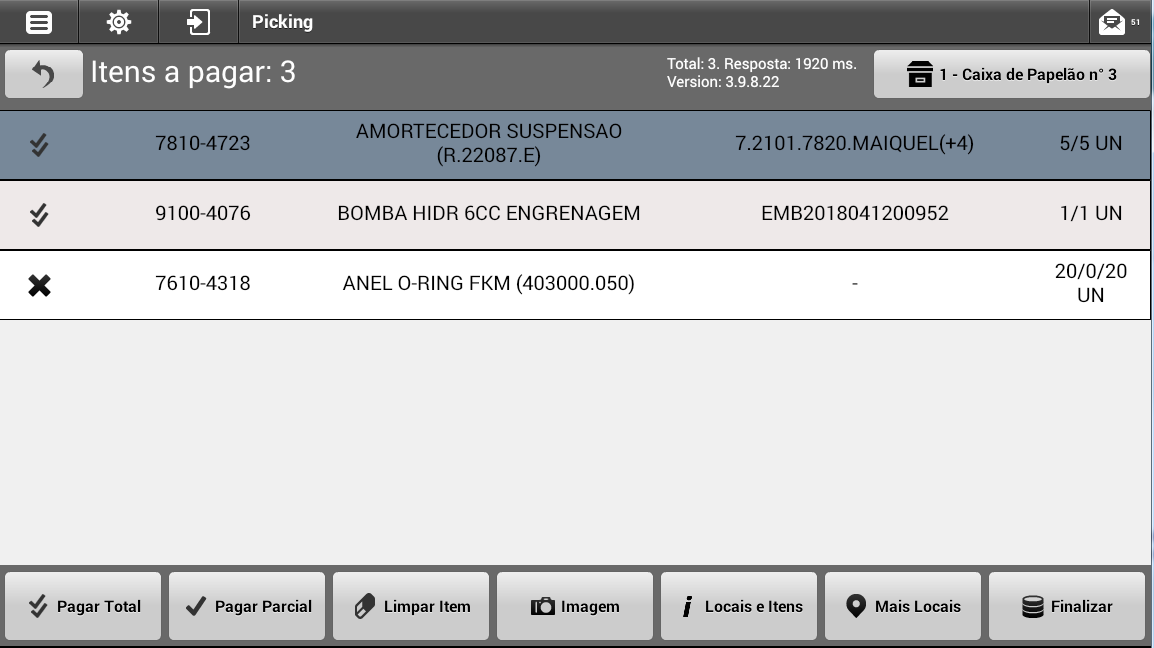 Picking
51
Itens a pagar: 3
Total: 3. Resposta: 1920 ms.
Version: 3.9.8.22
1 - Caixa de Papelão n° 3
7810-4723
AMORTECEDOR SUSPENSAO
(R.22087.E)
7.2101.7820.MAIQUEL(+4)
5/5 UN
9100-4076
BOMBA HIDR 6CC ENGRENAGEM
EMB2018041200952
1/1 UN
7610-4318
ANEL O-RING FKM (403000.050)
-
20/0/20
UN
Pagar Total
Pagar Parcial
Limpar Item
Imagem
Locais e Itens
Mais Locais
Finalizar